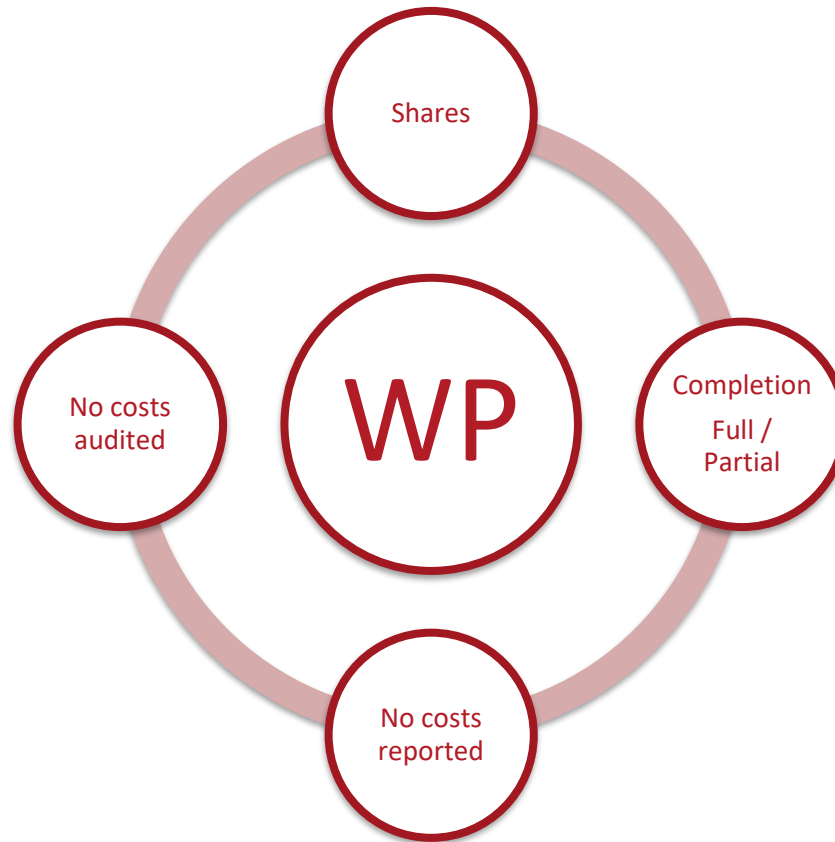 Shares
No costs
audited
WP
Completion
Full /
Partial
No costs
reported